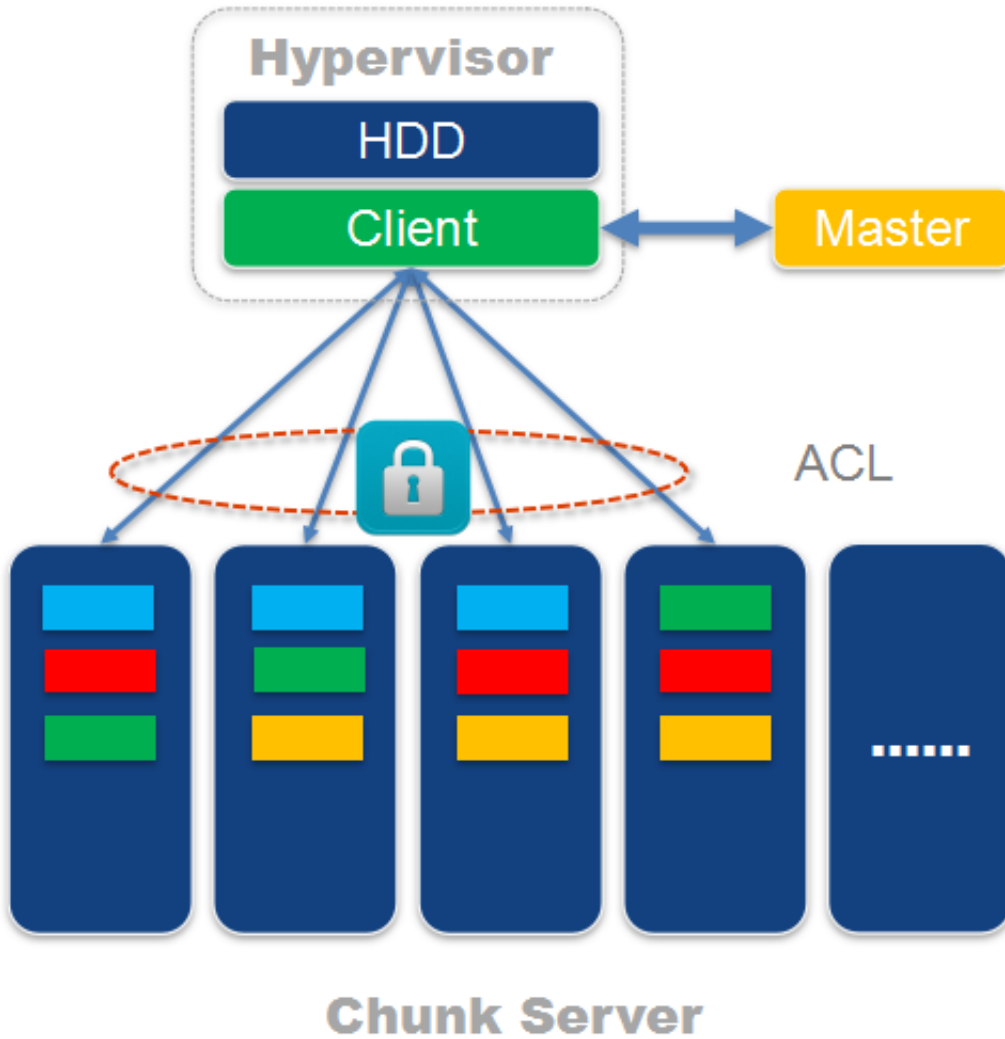 Hypervisor
HDD
Client
Master
ACL
......
Chunk Server